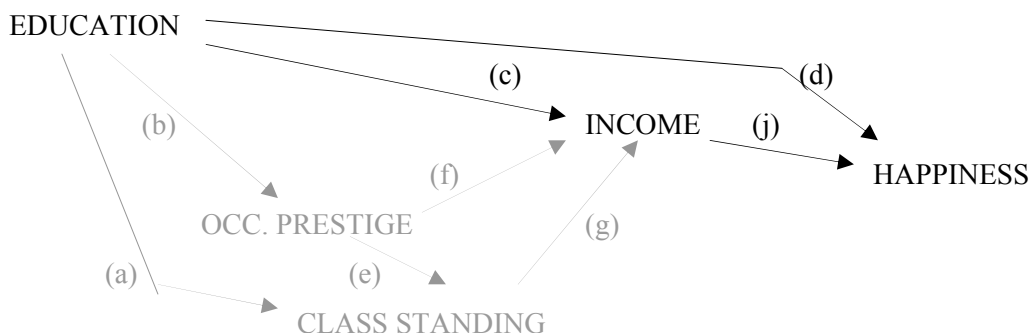 EDUCATION
(c)
(d)
(b)
INCOME
(j)
HAPPINESS
(f)
OCC. PRESTIGE
(g)
(a)
(e)
CLASS STANDING